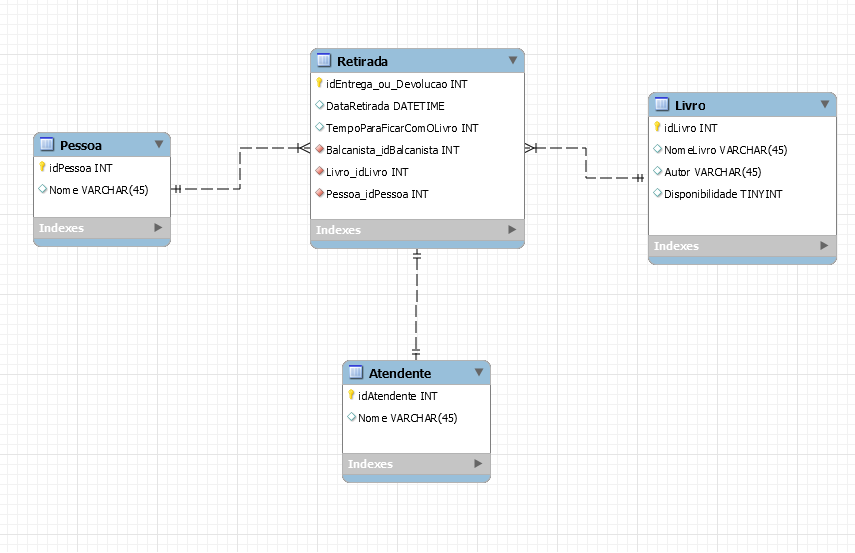 Retirada
idEntrega_ou_Devolucao INT
DataRetirada DATETIME
TempoParaFicarComOLivro INT
Balcanista_idBalcanista INT
Livro_idLivro INT
Pessoa_idPessoa INT
Indexes
Pessoa
idPessoa INT
Nome VARCHAR(45)
Indexes
Livro
idLivro INT
NomeLivro VARCHAR(45)
Autor VARCHAR(45)
Disponibilidade TINYINT
Indexes
Atendente
idAtendente INT
Nome VARCHAR(45)
Indexes